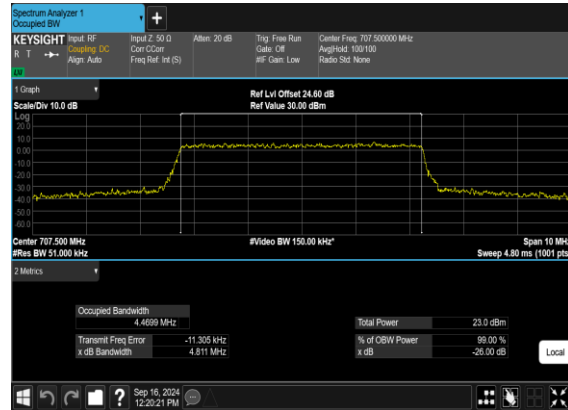 Spectrum Analyzer 1
Occupied BW
+
KEYSIGHT
R T
LW
Input: RF
Coupling: DC
Align: Auto
Input Z: 50 Ω
Corr CCorr
Freq Ref: Int (S)
Atten: 20 dB
Trig: Free Run
Gate: Off
#IF Gain: Low
Center Freq: 707.500000 MHz
Avg|Hold: 100/100
Radio Std: None
1 Graph
Scale/Div 10.0 dB
Ref Lvl Offset 24.60 dB
Ref Value 30.00 dBm
Log
20.0
10.0
0.00
-10.0
-20.0
-30.0
-40.0
-50.0
-60.0
Center 707.500 MHz
#Res BW 51.000 kHz
#Video BW 150.00 kHz*
Span 10 MHz
Sweep 4.80 ms (1001 pts
2 Metrics
Occupied Bandwidth
4.4699 MHz
Transmit Freq Error -11.305 kHz
x dB Bandwidth 4.811 MHz
Total Power 23.0 dBm
% of OBW Power 99.00 %
x dB -26.00 dB
Local
?
Sep 16, 2024
12:20:21 PM